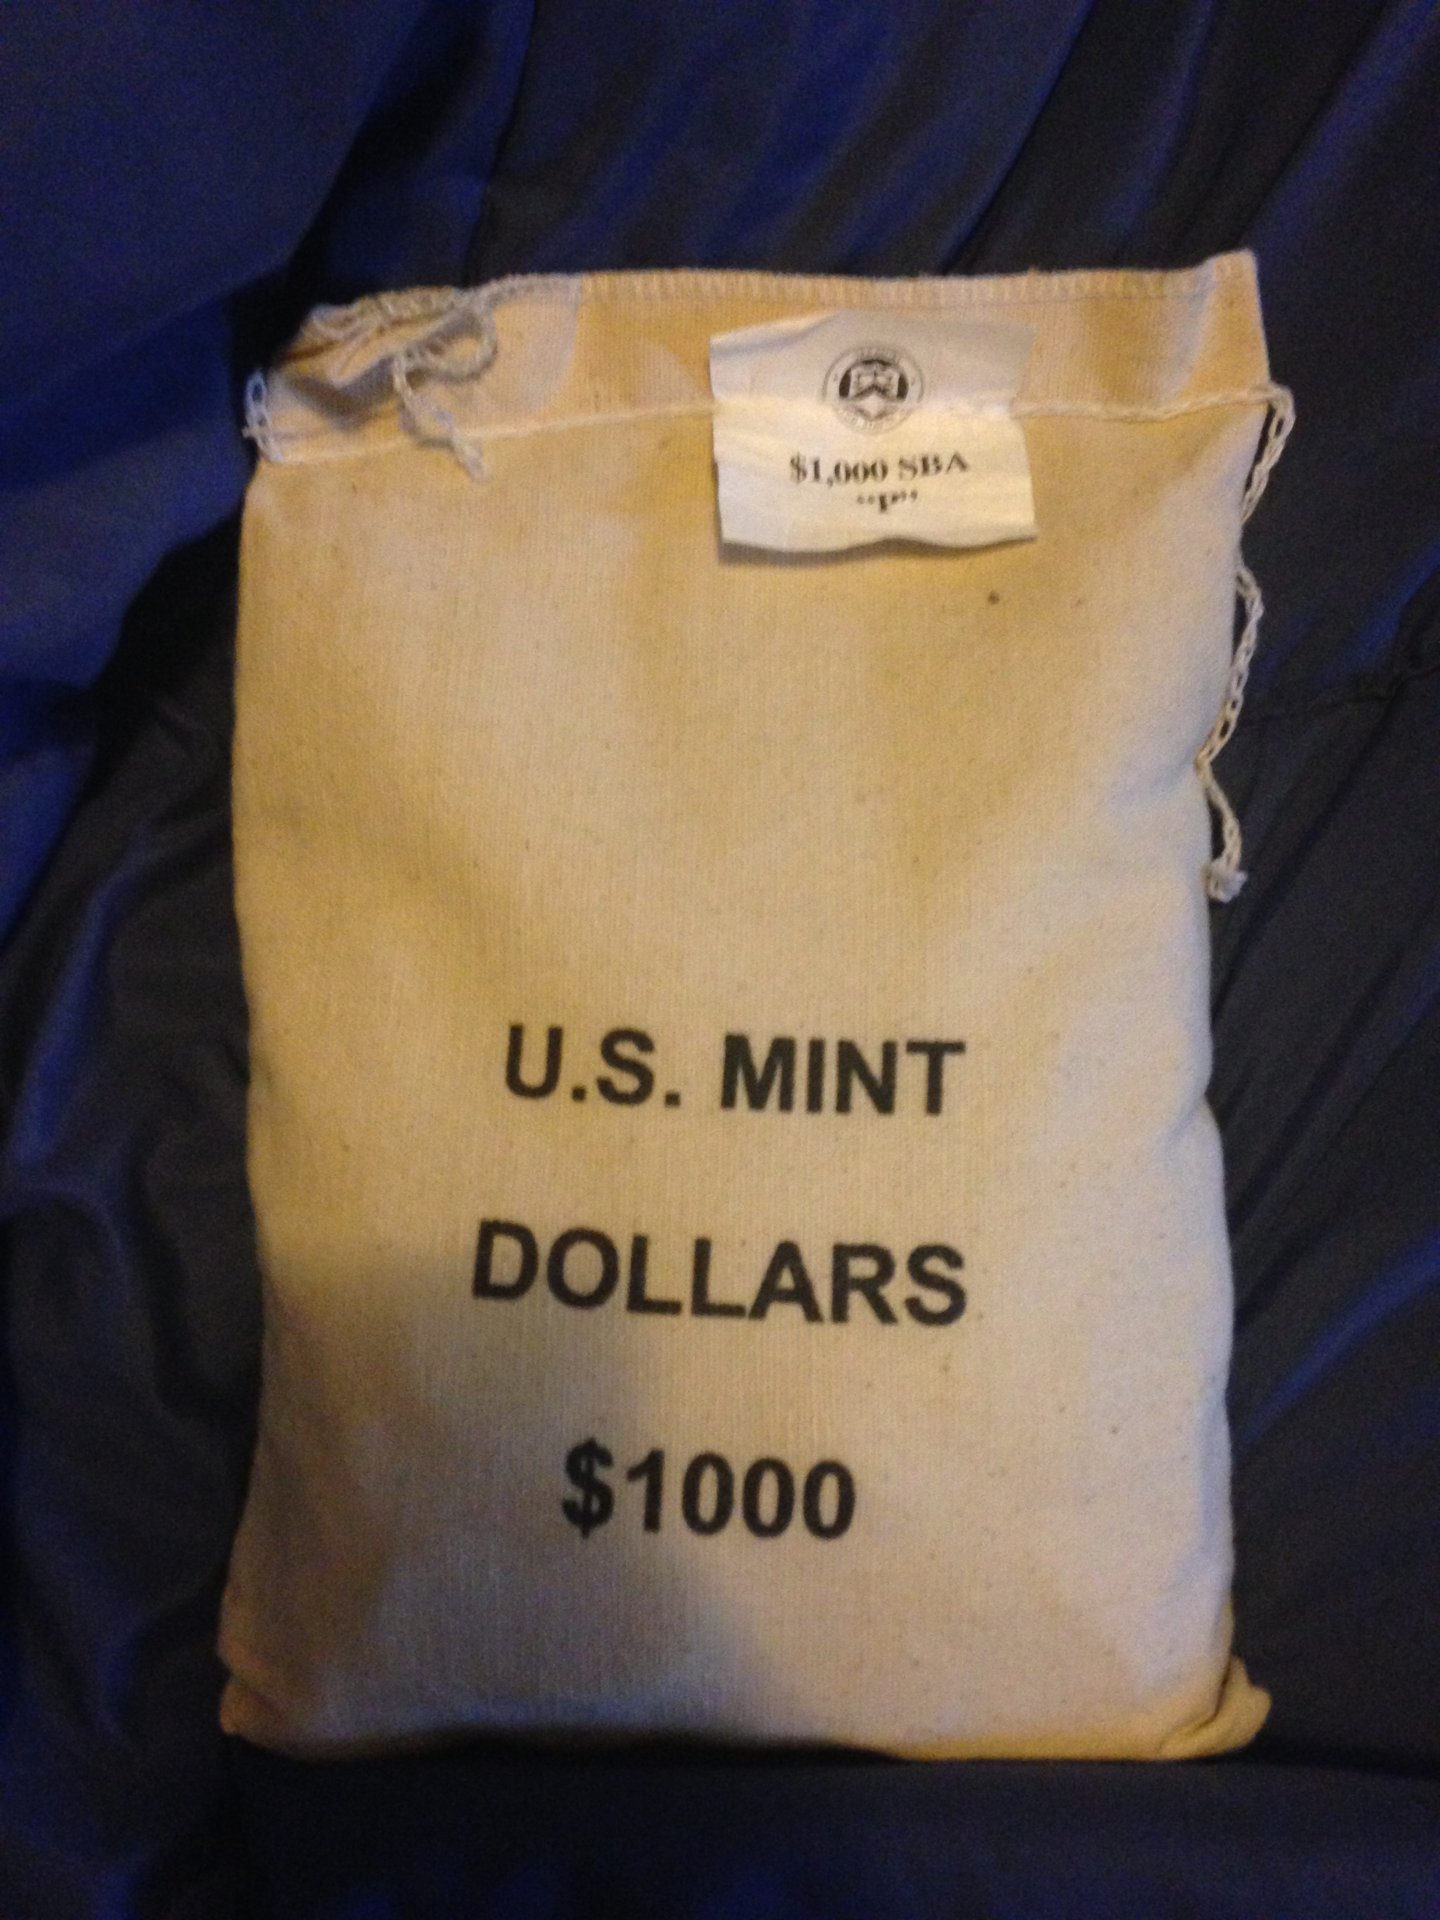 $1,000 SBA
"P"
U.S. MINT
DOLLARS
$1000